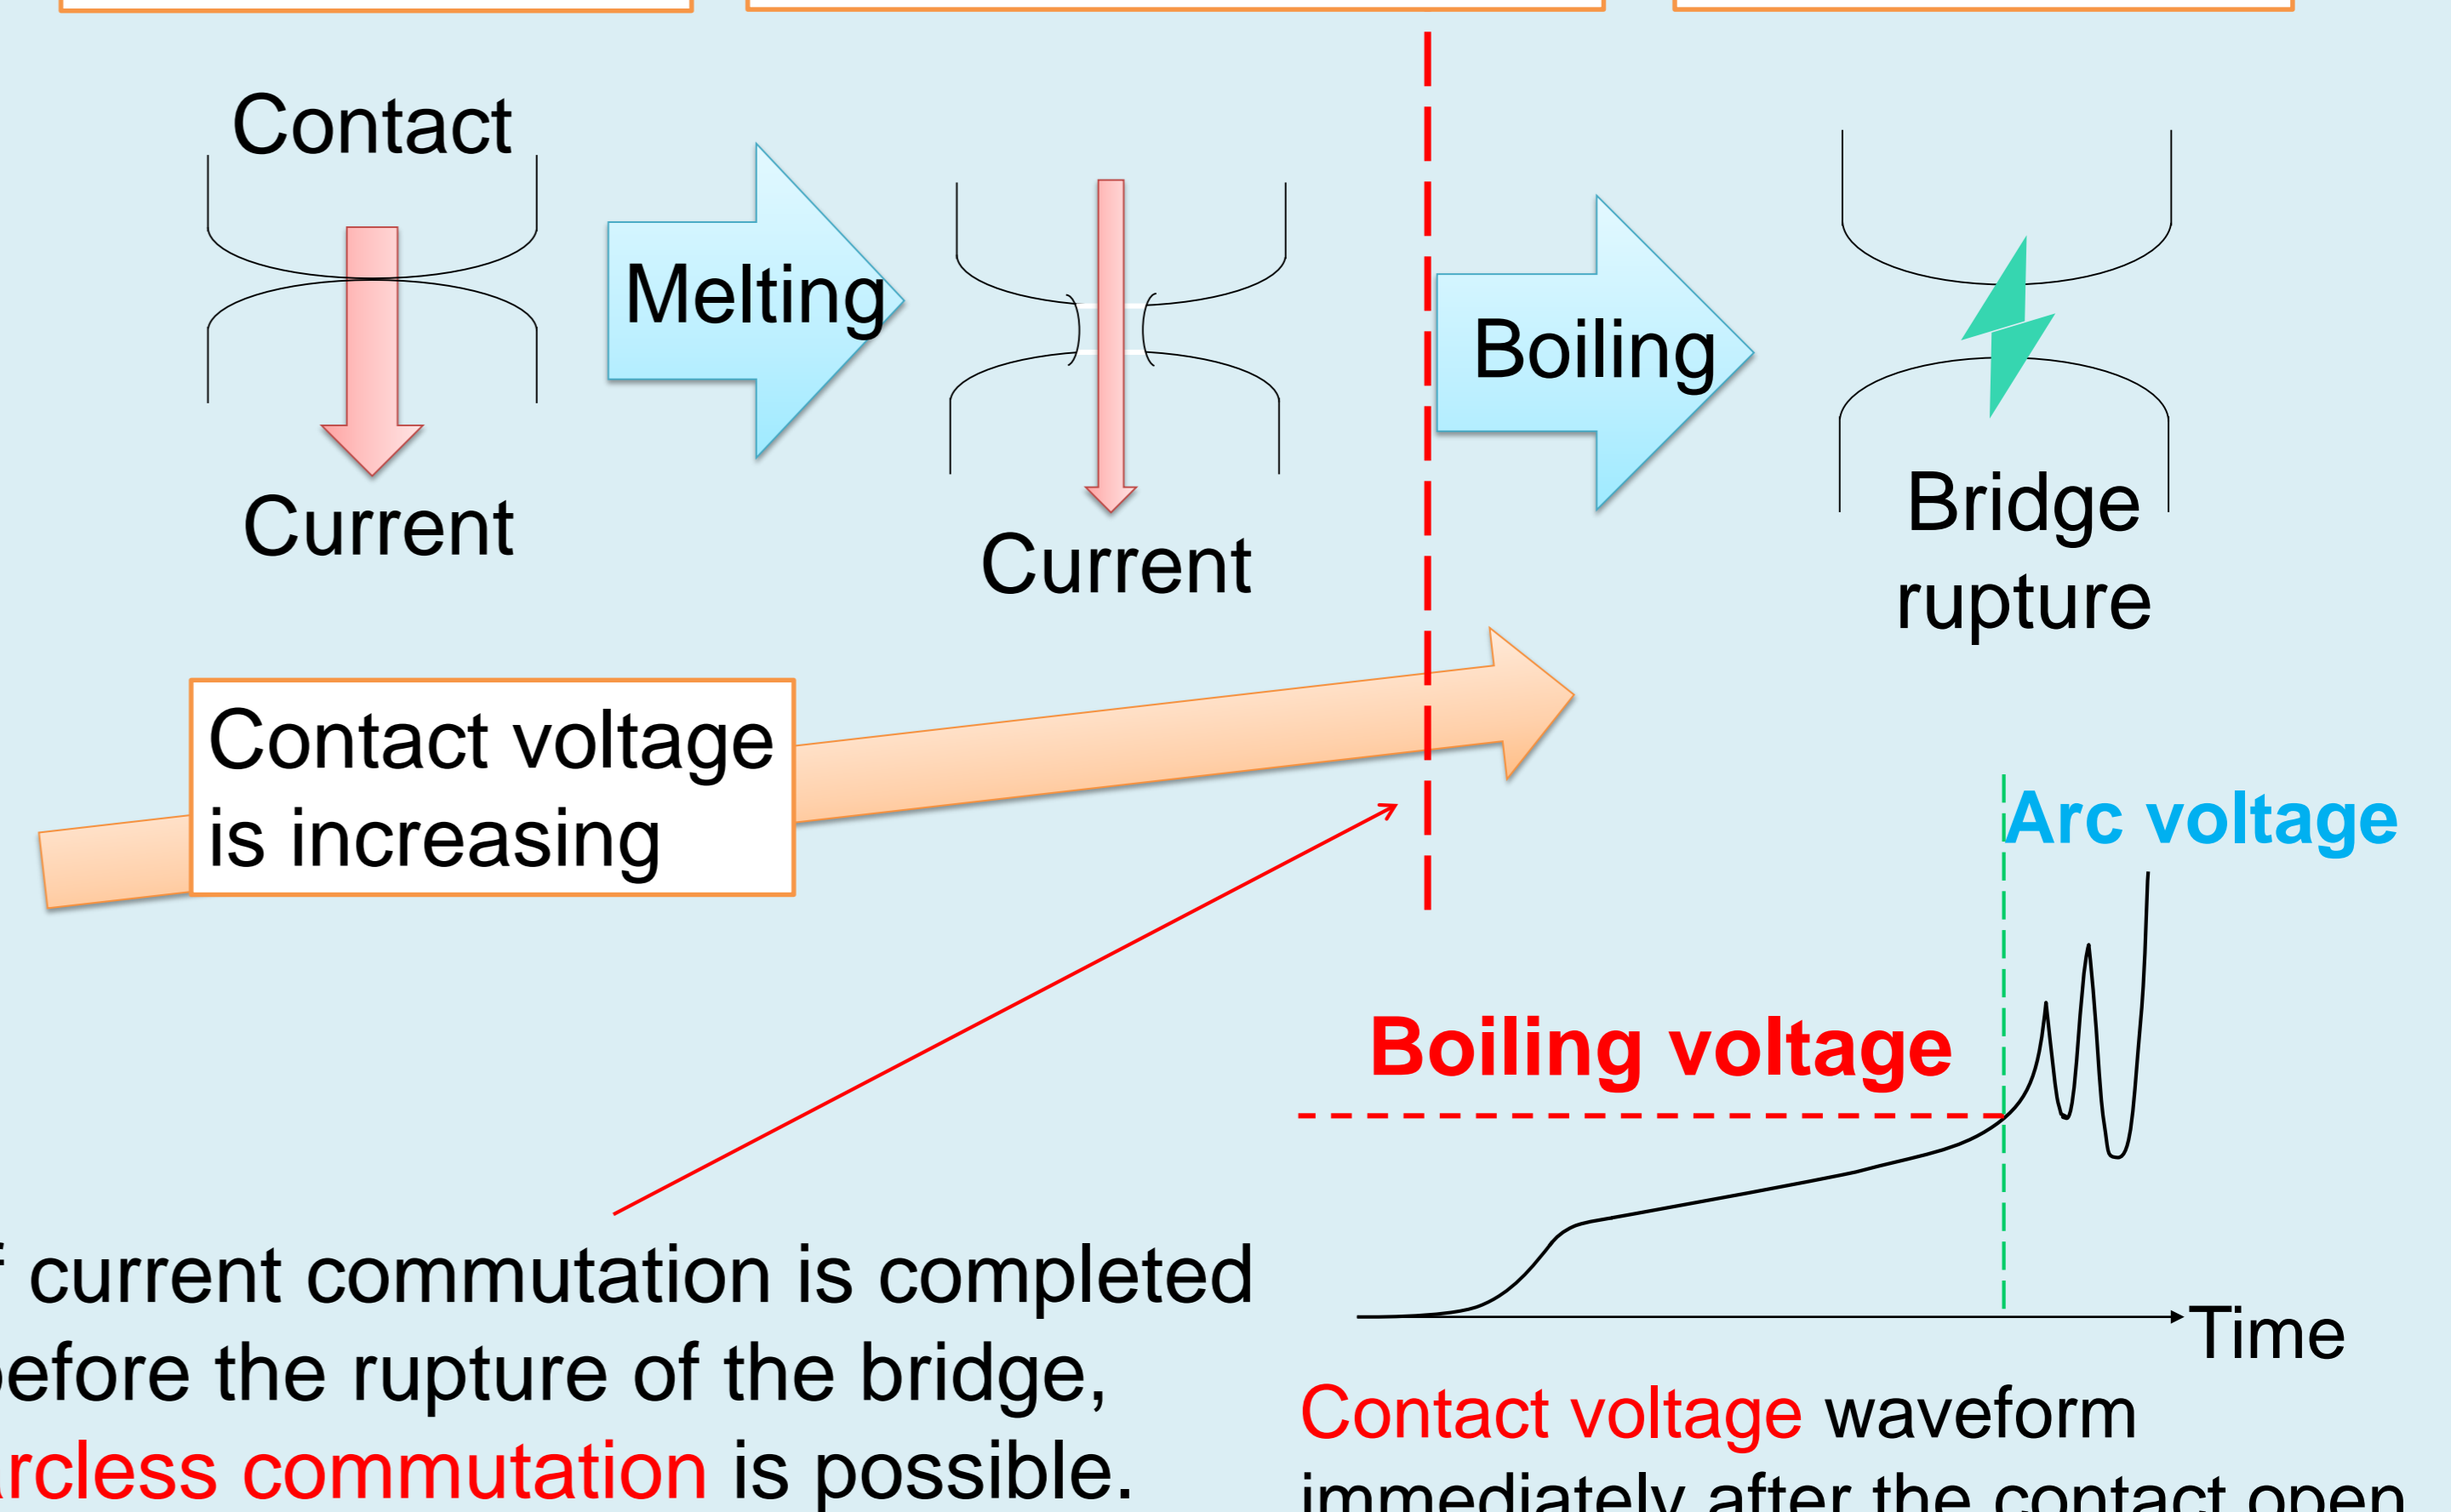 Contact
Melting
Boiling
Current
Current
Bridge
rupture
Contact voltage
is increasing
Arc voltage
Boiling voltage
Time
f current commutation is completed
before the rupture of the bridge,
arcless commutation is possible.
Contact voltage waveform
immediately after the contact open